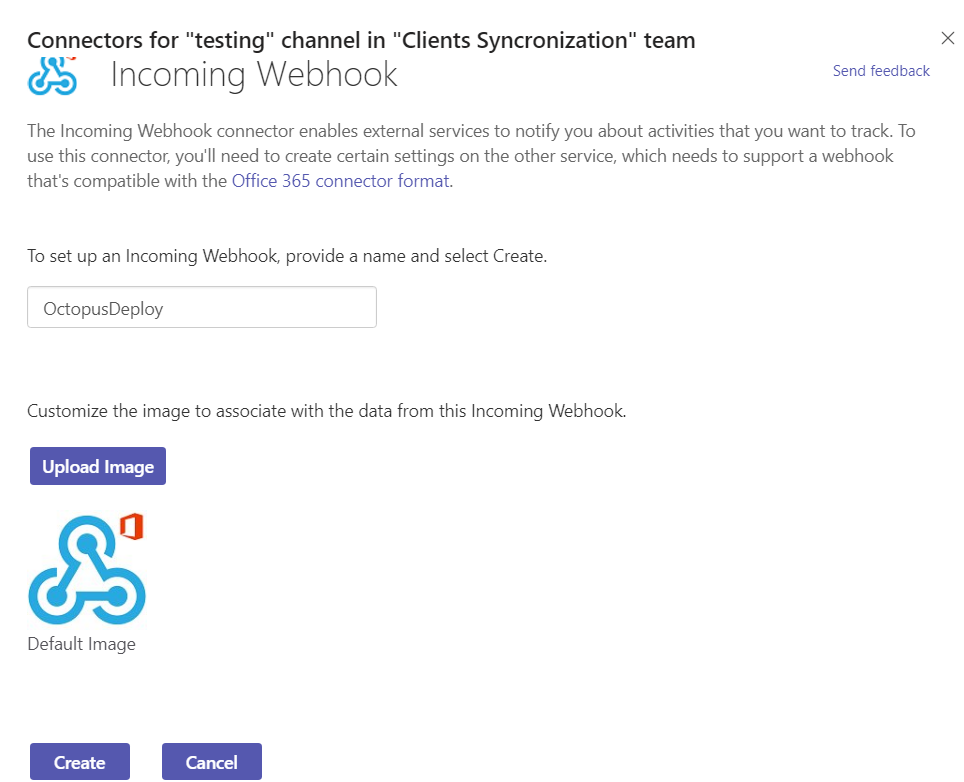 Connectors for "testing" channel in "Clients Syncronization" team
Incoming Webhook
Send feedback
The Incoming Webhook connector enables external services to notify you about activities that you want to track. To
use this connector, you'll need to create certain settings on the other service, which needs to support a webhook
that's compatible with the Office 365 connector format.
To set up an Incoming Webhook, provide a name and select Create.
OctopusDeploy
Customize the image to associate with the data from this Incoming Webhook.
Upload Image
Default Image
Create
Cancel